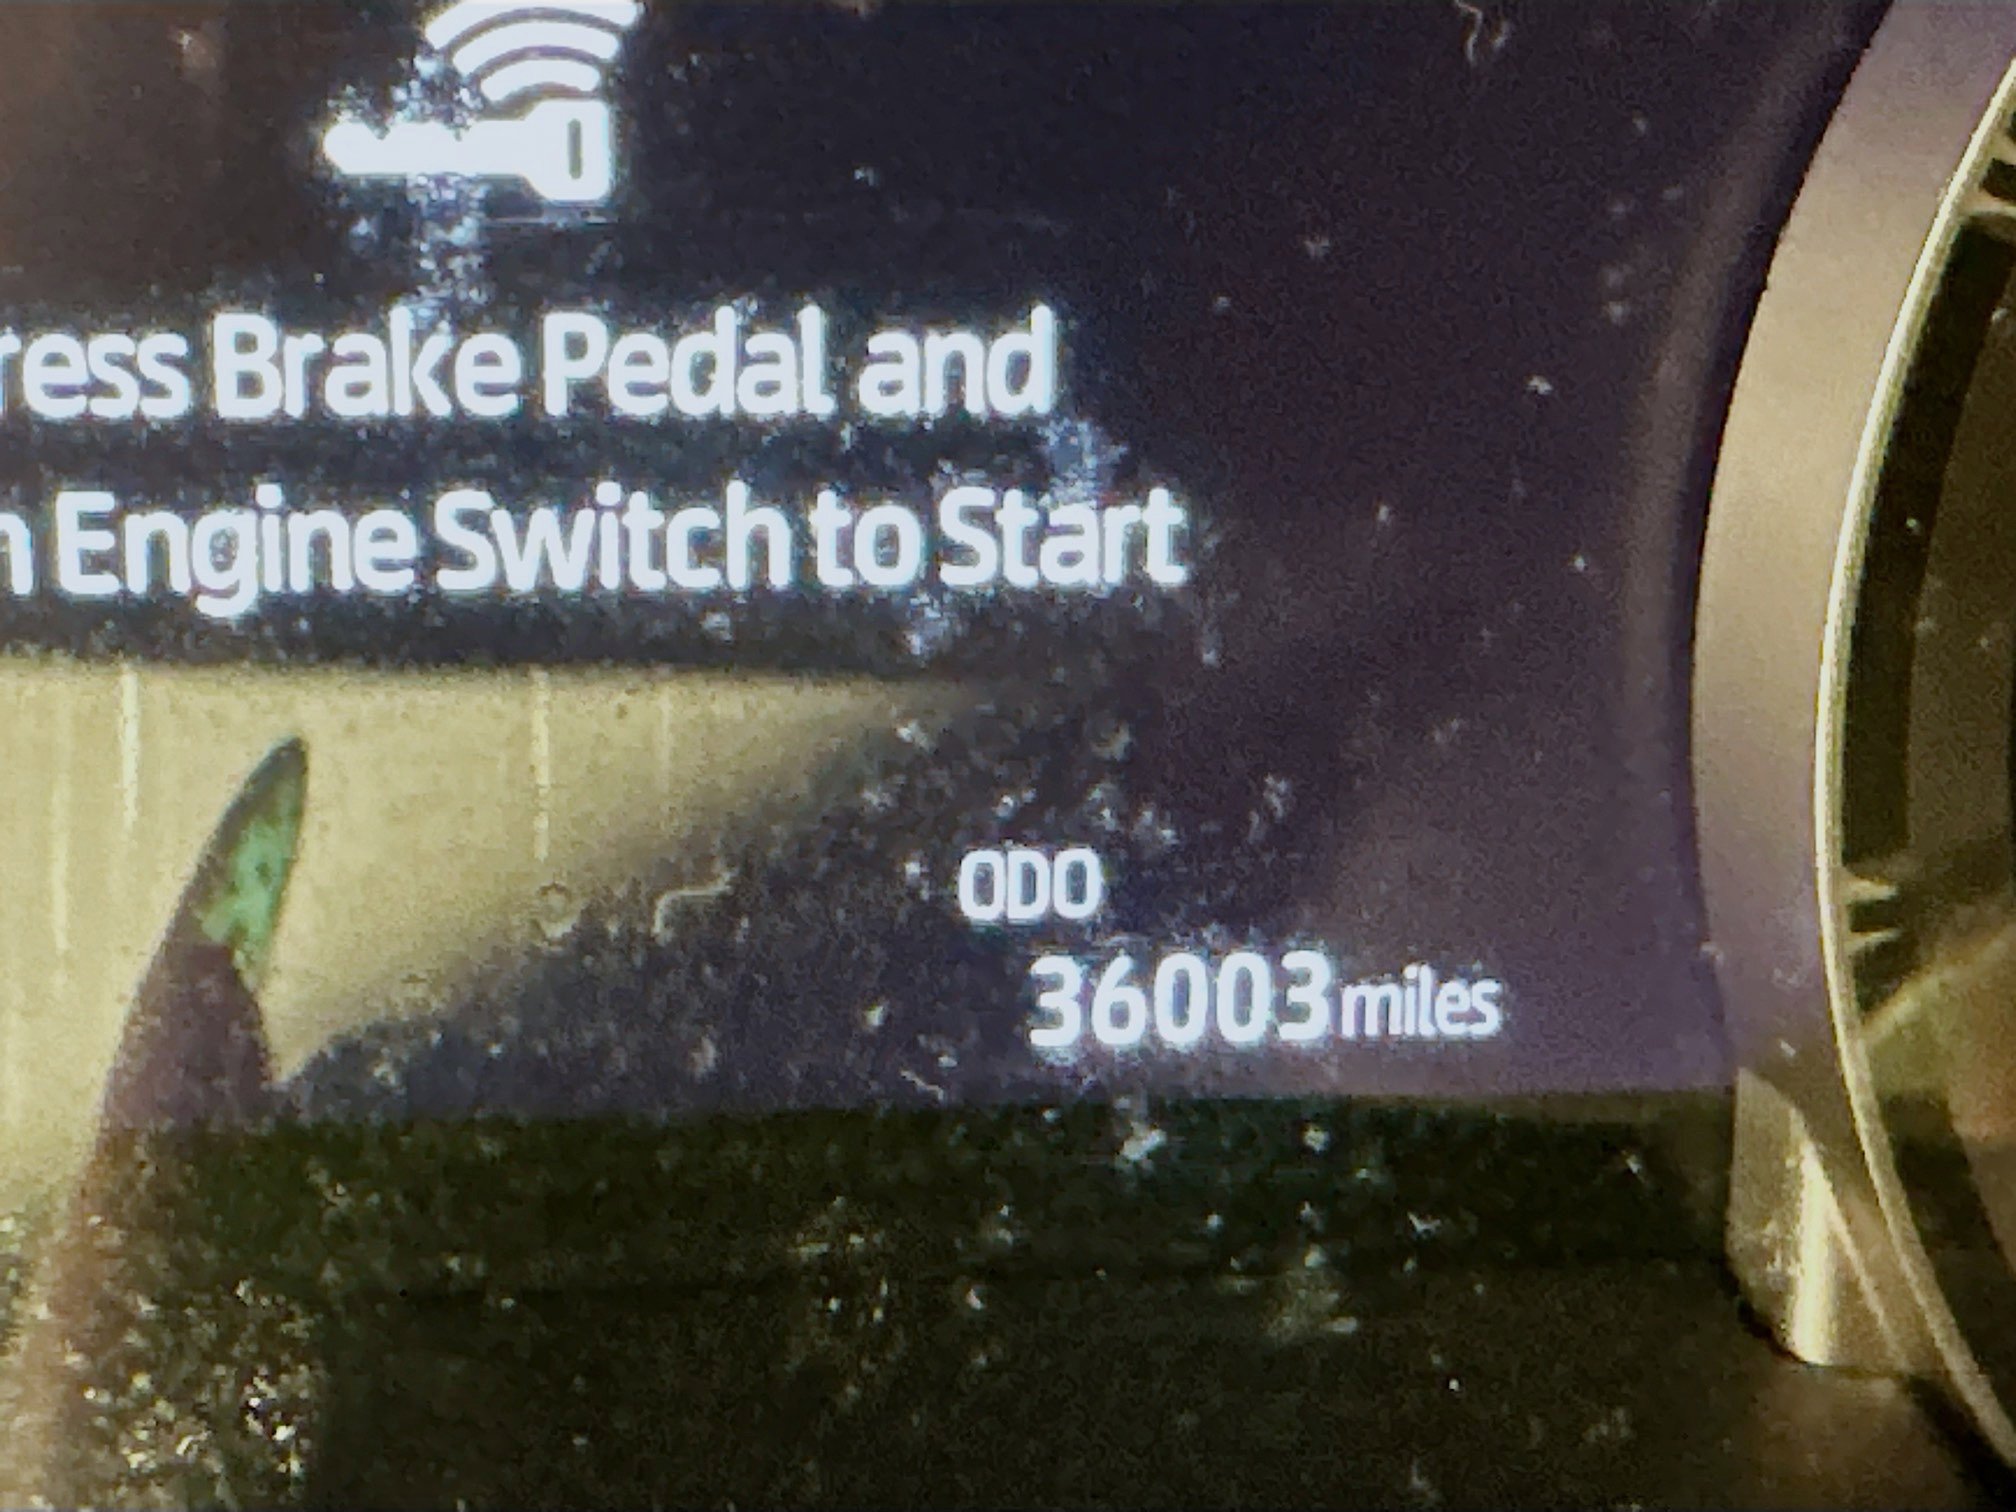 ress Brake Pedal and
n Engine Switch to Start
ODO
36003 miles